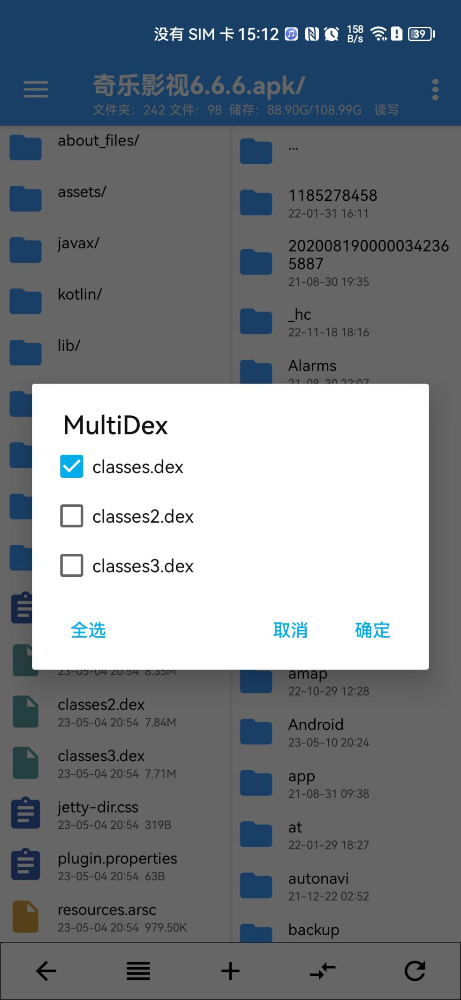 没有 SIM 卡 15:12 158 B/s 39
奇乐影视6.6.6.apk/
文件夹：242 文件：98 储存：88.90G/108.99G 读写
about_files/
assets/
javax/
kotlin/
lib/
...
1185278458
22-01-31 16:11
202008190000034236
5887
21-08-30 19:35
_hc
22-11-18 18:16
Alarms
21-08-30 22:07
MultiDex
classes.dex
classes2.dex
classes3.dex
全选 取消 确定
23-05-04 20:54 8.35M
classes2.dex
23-05-04 20:54 7.84M
classes3.dex
23-05-04 20:54 7.71M
jetty-dir.css
23-05-04 20:54 319B
plugin.properties
23-05-04 20:54 63B
resources.arsc
23-05-04 20:54 979.50K
amap
22-10-29 12:28
Android
23-05-10 20:24
app
21-08-31 09:38
at
22-01-29 18:27
autonavi
21-12-22 02:52
backup